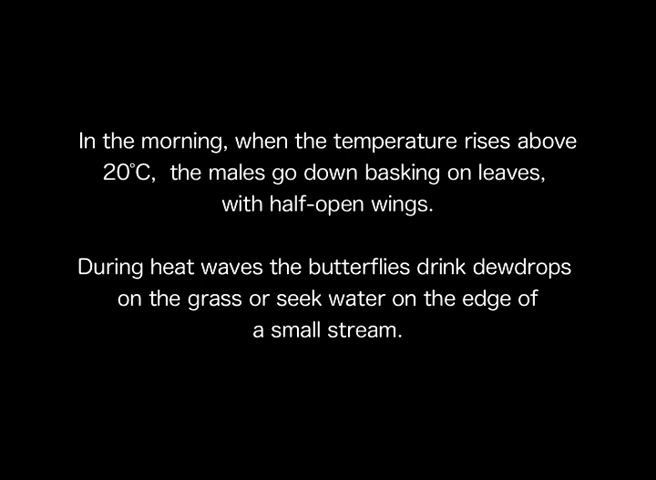 In the morning, when the temperature rises above
20°C,  the males go down basking on leaves,
with half-open wings.
During heat waves the butterflies drink dewdrops
on the grass or seek water on the edge of
a small stream.